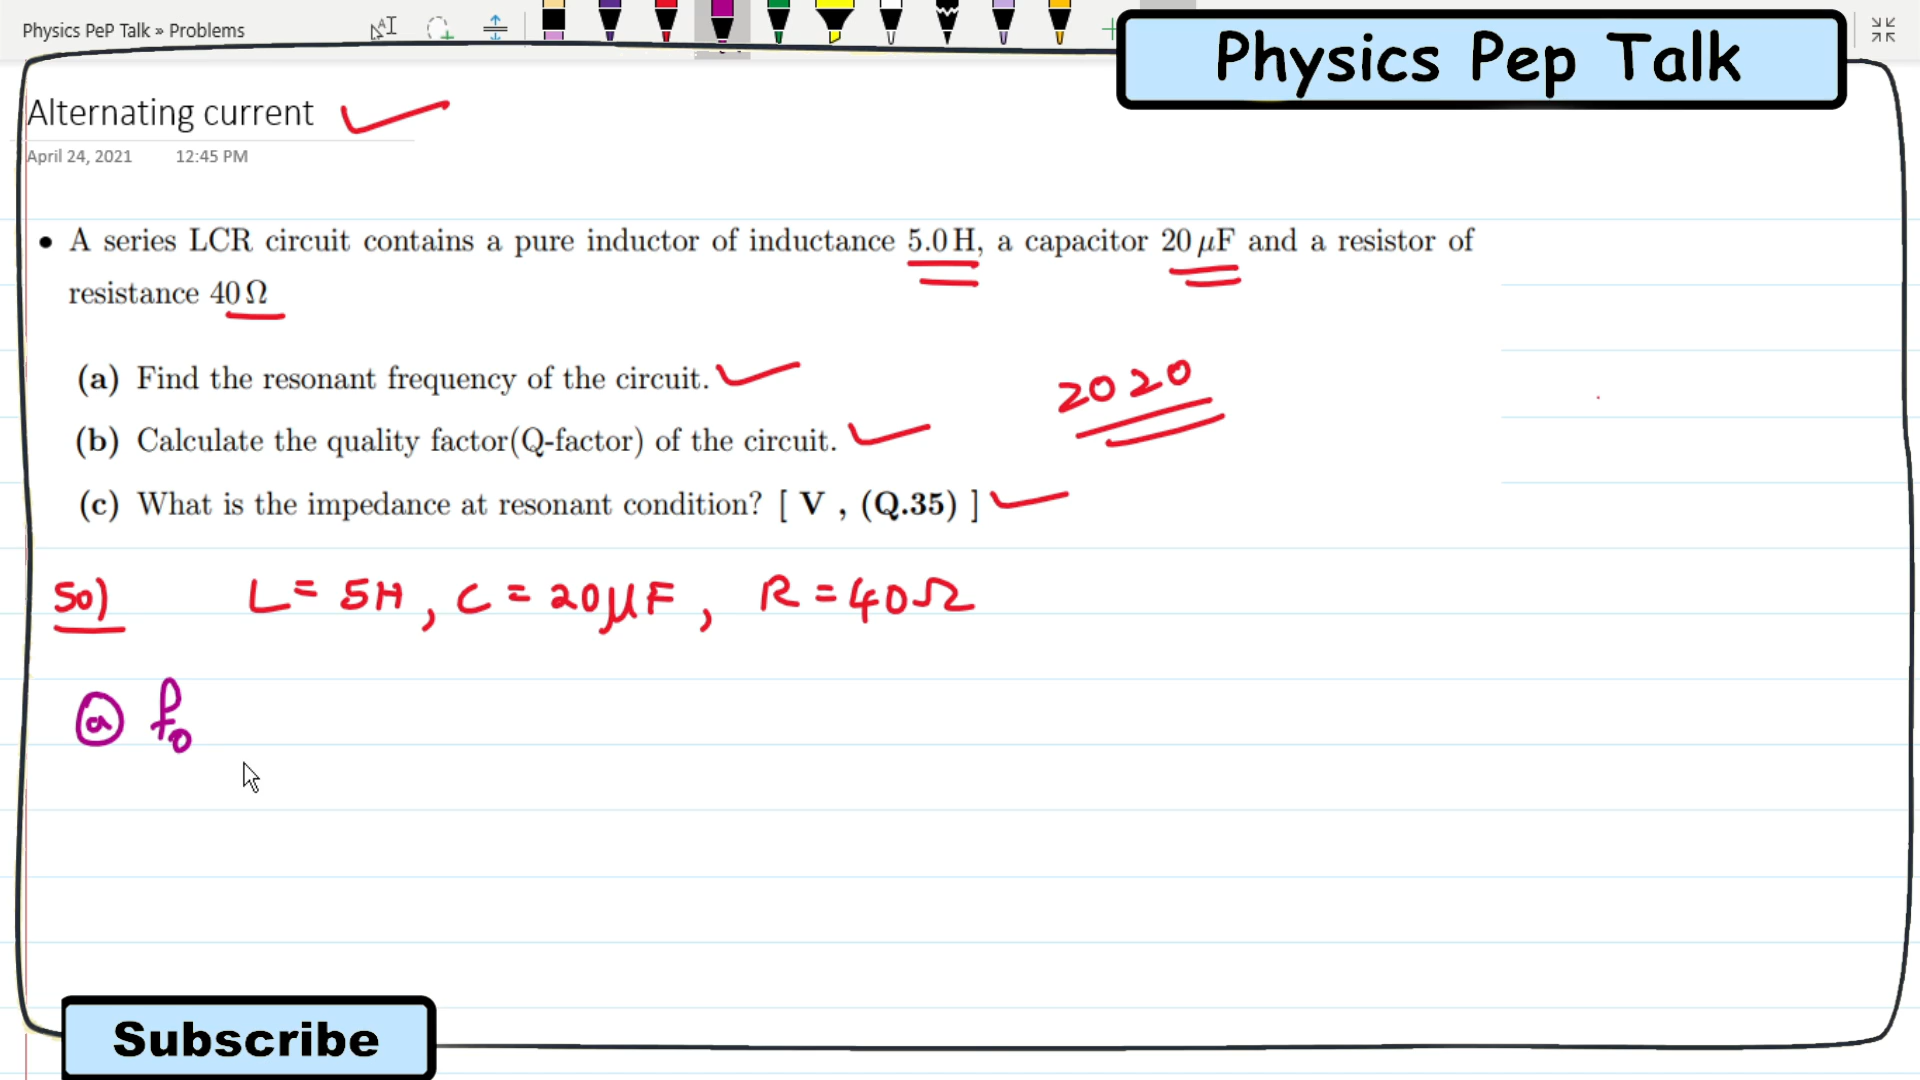 Physics PeP Talk » Problems
Physics Pep Talk
Alternating current
April 24, 2021 12:45 PM
• A series LCR circuit contains a pure inductor of inductance 5.0 H, a capacitor 20 μF and a resistor of
resistance 40 Ω
(a) Find the resonant frequency of the circuit.
2020
(b) Calculate the quality factor(Q-factor) of the circuit.
(c) What is the impedance at resonant condition? [ V , (Q.35) ]
Sol L = 5H, C = 20μF, R = 40Ω
ⓐ f₀
Subscribe